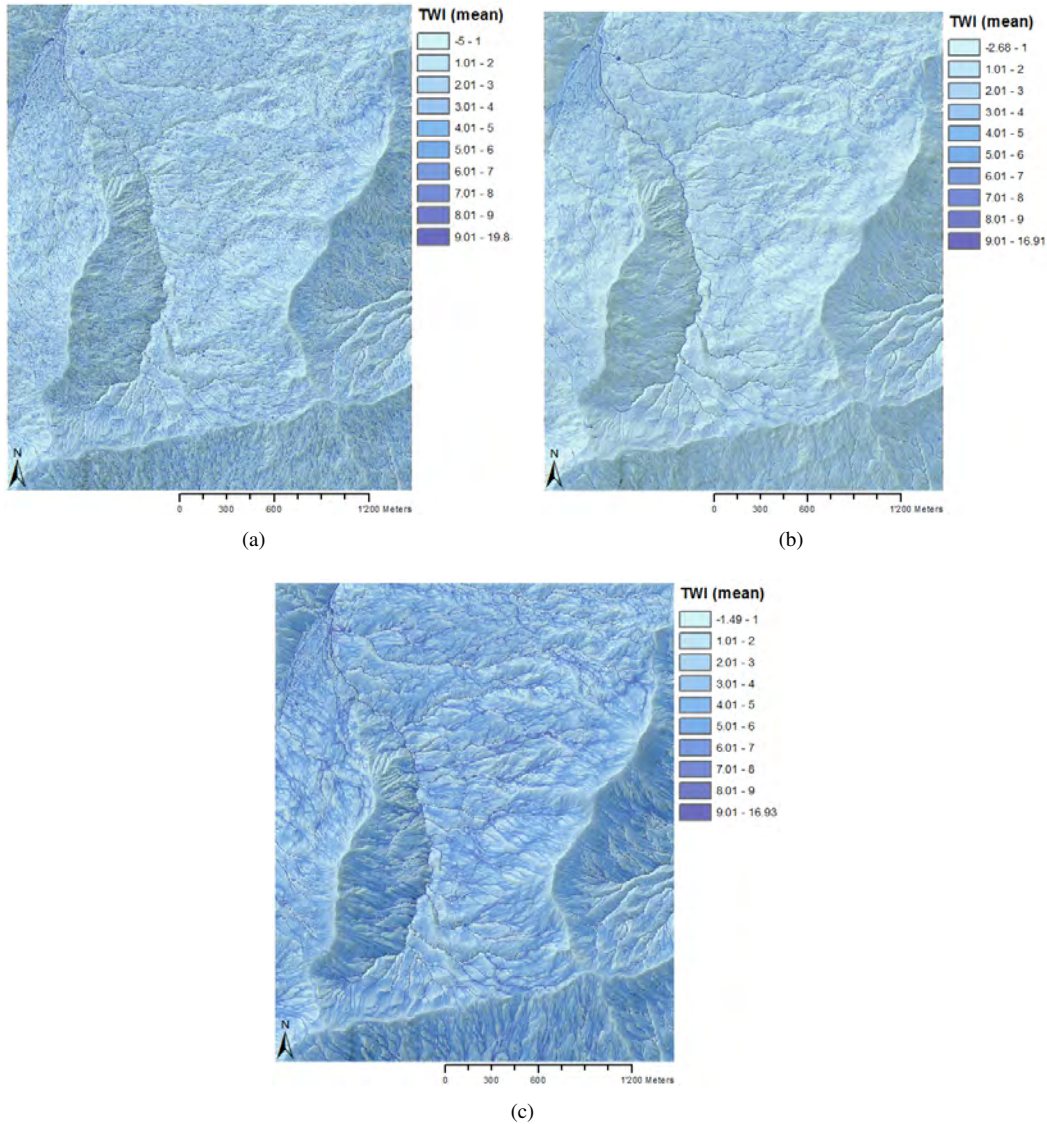 TWI (mean)
-5 - 1
1.01 - 2
2.01 - 3
3.01 - 4
4.01 - 5
5.01 - 6
6.01 - 7
7.01 - 8
8.01 - 9
9.01 - 19.8
N
0 300 600 1'200 Meters
(a)
TWI (mean)
-2.68 - 1
1.01 - 2
2.01 - 3
3.01 - 4
4.01 - 5
5.01 - 6
6.01 - 7
7.01 - 8
8.01 - 9
9.01 - 16.91
N
0 300 600 1'200 Meters
(b)
TWI (mean)
-1.49 - 1
1.01 - 2
2.01 - 3
3.01 - 4
4.01 - 5
5.01 - 6
6.01 - 7
7.01 - 8
8.01 - 9
9.01 - 16.93
N
0 300 600 1'200 Meters
(c)